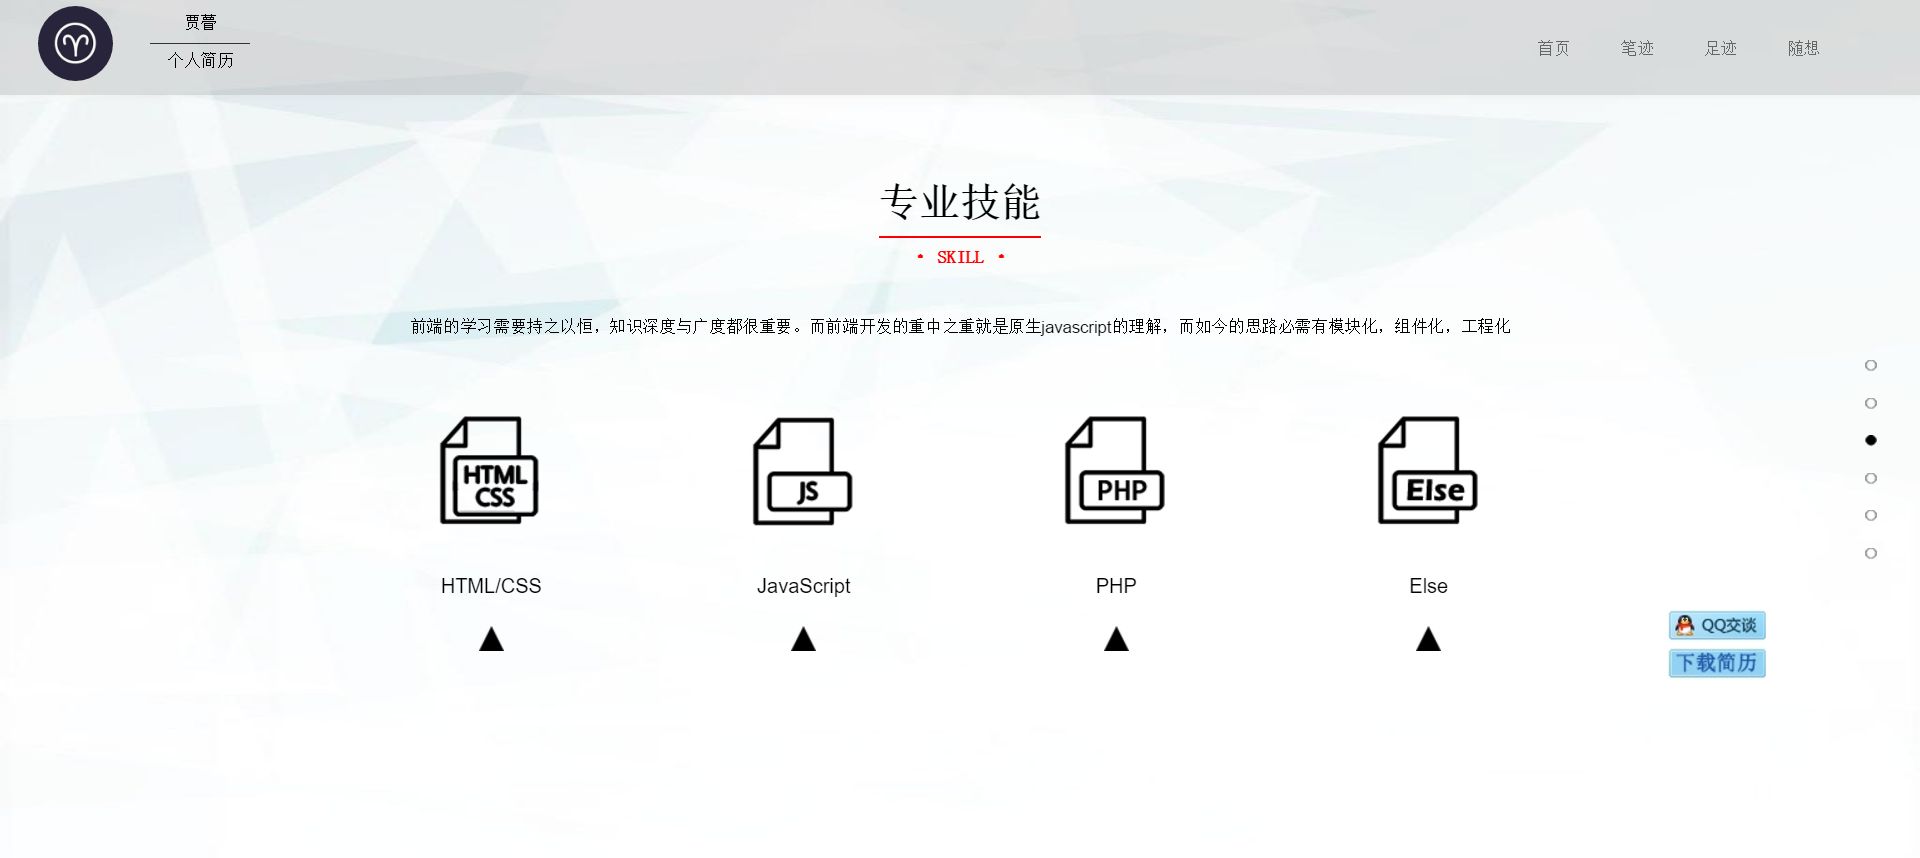 贾瞢
个人简历
首页 笔迹 足迹 随想
专业技能
• SKILL •
前端的学习需要持之以恒，知识深度与广度都很重要。而前端开发的重中之重就是原生javascript的理解，而如今的思路必需有模块化，组件化，工程化
HTML CSS
JS
PHP
Else
HTML/CSS
JavaScript
PHP
Else
QQ交谈
下载简历